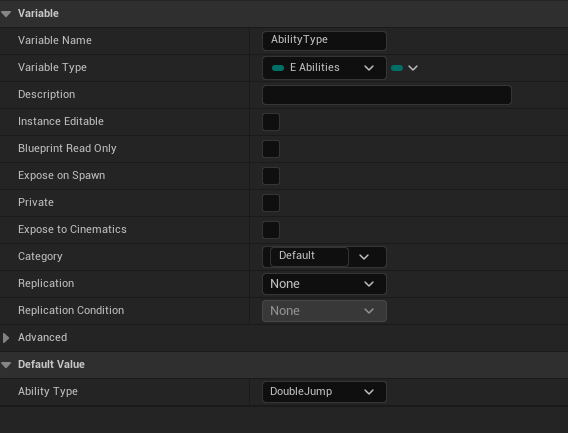 Variable
Variable Name AbilityType
Variable Type E Abilities
Description
Instance Editable
Blueprint Read Only
Expose on Spawn
Private
Expose to Cinematics
Category Default
Replication None
Replication Condition None
Advanced
Default Value
Ability Type DoubleJump